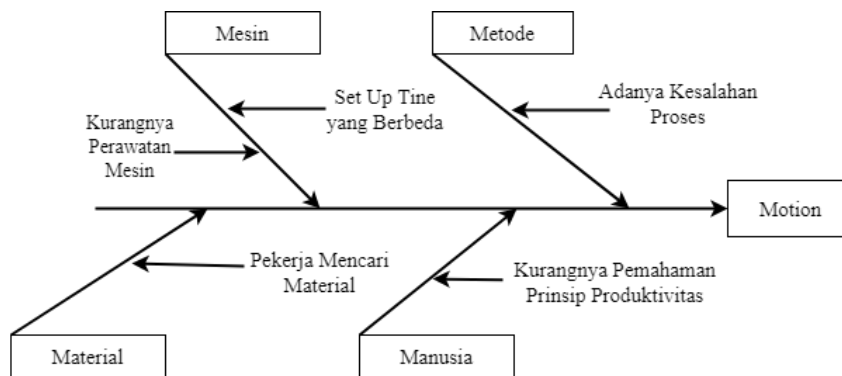 Mesin
Metode
Set Up Tine
yang Berbeda
Adanya Kesalahan
Proses
Kurangnya
Perawatan
Mesin
Motion
Pekerja Mencari
Material
Kurangnya Pemahaman
Prinsip Produktivitas
Material
Manusia